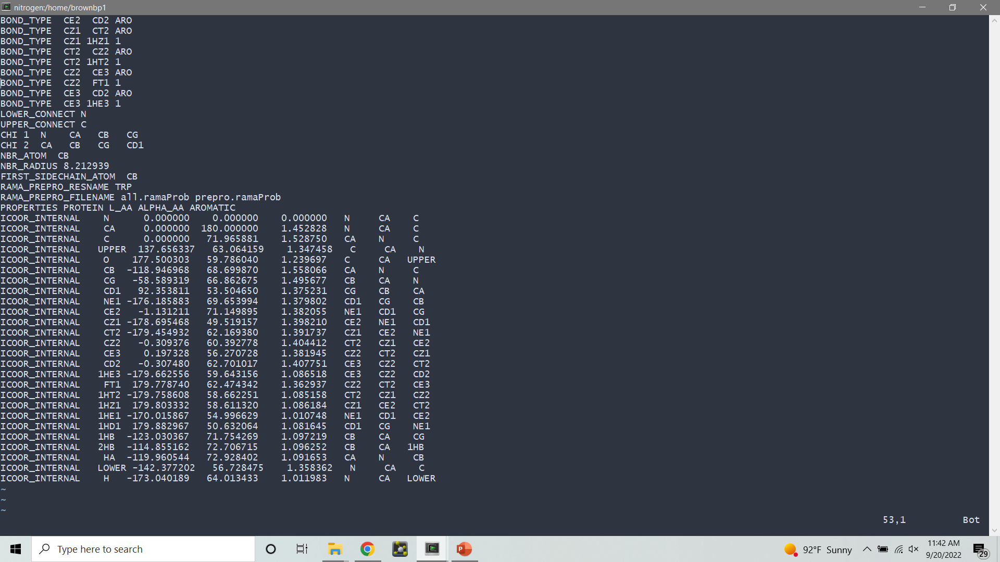 nitrogen:/home/brownbp1
BOND_TYPE  CE2  CD2 ARO
BOND_TYPE  CZ1  CT2 ARO
BOND_TYPE  CZ1 1HZ1 1
BOND_TYPE  CT2  CZ2 ARO
BOND_TYPE  CT2 1HT2 1
BOND_TYPE  CZ2  CE3 ARO
BOND_TYPE  CZ2  FT1 1
BOND_TYPE  CE3  CD2 ARO
BOND_TYPE  CE3 1HE3 1
LOWER_CONNECT N
UPPER_CONNECT C
CHI 1  N    CA   CB   CG
CHI 2  CA   CB   CG   CD1
NBR_ATOM  CB
NBR_RADIUS 8.212939
FIRST_SIDECHAIN_ATOM  CB
RAMA_PREPRO_RESNAME TRP
RAMA_PREPRO_FILENAME all.ramaProb prepro.ramaProb
PROPERTIES PROTEIN L_AA ALPHA_AA AROMATIC
ICOOR_INTERNAL    N      0.000000    0.000000    0.000000   N     CA    C
ICOOR_INTERNAL    CA     0.000000  180.000000    1.452828   N     CA    C
ICOOR_INTERNAL    C      0.000000   71.965881    1.528750   CA    N     C
ICOOR_INTERNAL   UPPER  137.656337   63.064159    1.347458   C     CA    N
ICOOR_INTERNAL    O    177.500303   59.786040    1.239697   C     CA   UPPER
ICOOR_INTERNAL    CB  -118.946968   68.699870    1.558066   CA    N     C
ICOOR_INTERNAL    CG   -58.589319   66.862675    1.495677   CB    CA    N
ICOOR_INTERNAL    CD1   92.353811   53.504650    1.375231   CG    CB    CA
ICOOR_INTERNAL    NE1 -176.185883   69.653994    1.379802   CD1   CG    CB
ICOOR_INTERNAL    CE2   -1.131211   71.149895    1.382055   NE1   CD1   CG
ICOOR_INTERNAL    CZ1 -178.695468   49.519157    1.398210   CE2   NE1   CD1
ICOOR_INTERNAL    CT2 -179.454932   62.169380    1.391737   CZ1   CE2   NE1
ICOOR_INTERNAL    CZ2   -0.309376   60.392778    1.404412   CT2   CZ1   CE2
ICOOR_INTERNAL    CE3    0.197328   56.270728    1.381945   CZ2   CT2   CZ1
ICOOR_INTERNAL    CD2   -0.307480   62.701017    1.407751   CE3   CZ2   CT2
ICOOR_INTERNAL   1HE3 -179.662556   59.643156    1.086518   CE3   CZ2   CD2
ICOOR_INTERNAL    FT1  179.778740   62.474342    1.362937   CZ2   CT2   CE3
ICOOR_INTERNAL   1HT2 -179.758608   58.662251    1.085158   CT2   CZ1   CZ2
ICOOR_INTERNAL   1HZ1  179.803332   58.611320    1.086184   CZ1   CE2   CT2
ICOOR_INTERNAL   1HE1 -170.015867   54.996629    1.010748   NE1   CD1   CE2
ICOOR_INTERNAL   1HD1  179.882967   50.632064    1.081645   CD1   CG    NE1
ICOOR_INTERNAL   1HB  -123.030367   71.754269    1.097219   CB    CA    CG
ICOOR_INTERNAL   2HB  -114.855162   72.706715    1.096252   CB    CA   1HB
ICOOR_INTERNAL    HA  -119.960544   72.928402    1.091653   CA    N     CB
ICOOR_INTERNAL   LOWER -142.377202   56.728475    1.358362   N     CA    C
ICOOR_INTERNAL    H   -173.040189   64.013433    1.011983   N     CA   LOWER
~
~
~
53,1 Bot
Type here to search
92°F Sunny
11:42 AM
9/20/2022
29